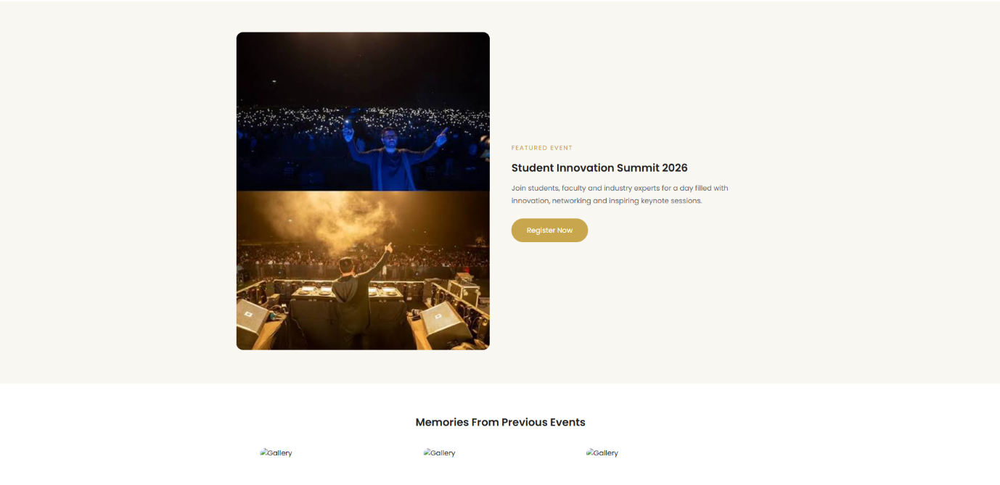 FEATURED EVENT
Student Innovation Summit 2026
Join students, faculty and industry experts for a day filled with
innovation, networking and inspiring keynote sessions.
Register Now
Memories From Previous Events
Gallery
Gallery
Gallery